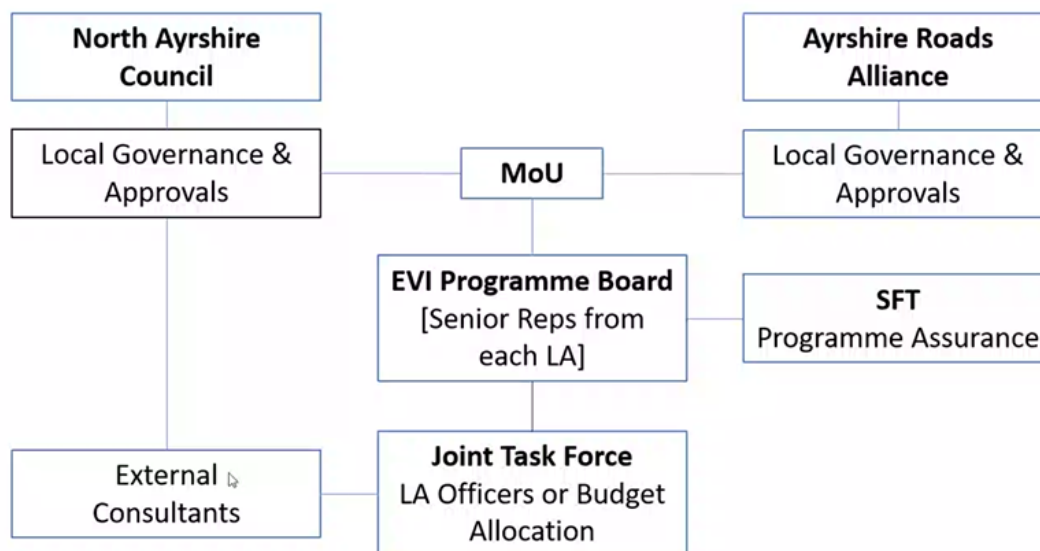 North Ayrshire
Council
Ayrshire Roads
Alliance
Local Governance &
Approvals
MoU
Local Governance &
Approvals
EVI Programme Board
[Senior Reps from
each LA]
SFT
Programme Assurance
External
Consultants
Joint Task Force
LA Officers or Budget
Allocation